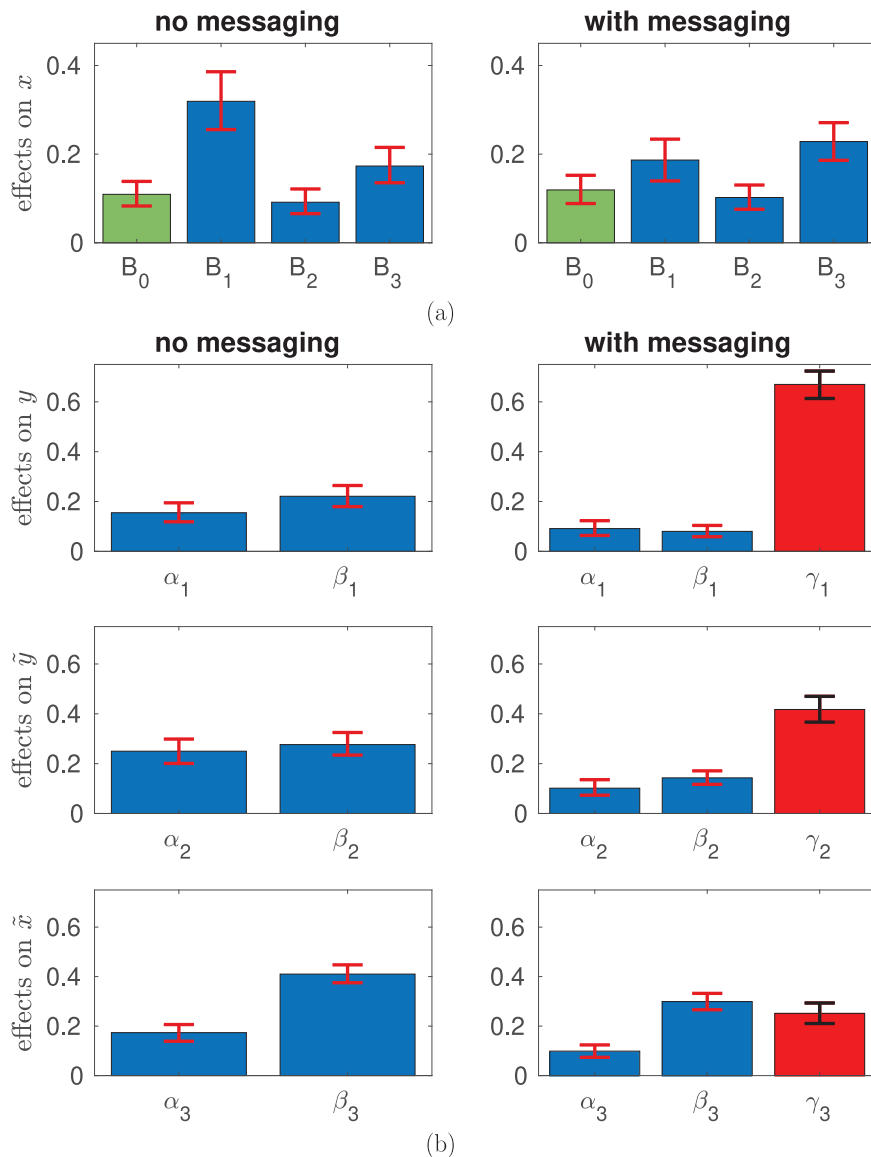 no messaging with messaging
effects on x
0.4 0.4
0.2 0.2
0 0
B0 B1 B2 B3 B0 B1 B2 B3
(a)
no messaging with messaging
effects on y
0.6 0.6
0.4 0.4
0.2 0.2
0 0
α1 β1 α1 β1 γ1
effects on ỹ
0.6 0.6
0.4 0.4
0.2 0.2
0 0
α2 β2 α2 β2 γ2
effects on x̃
0.6 0.6
0.4 0.4
0.2 0.2
0 0
α3 β3 α3 β3 γ3
(b)